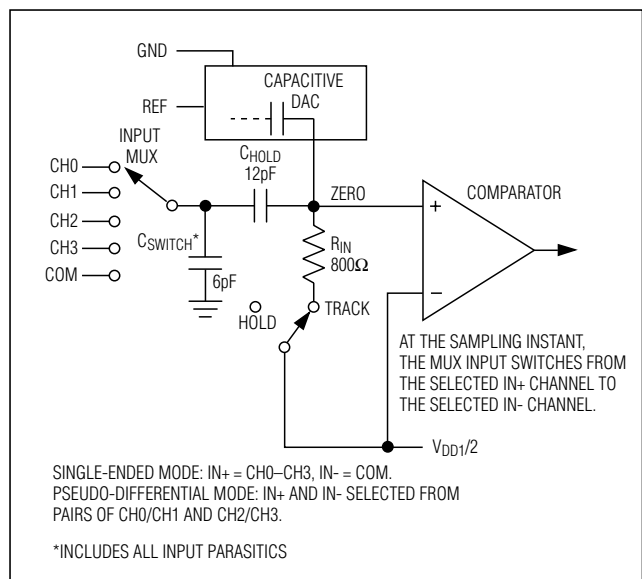 GND
CAPACITIVE
DAC
REF
INPUT
MUX
CHOLD
12pF
ZERO
COMPARATOR
CH0
CH1
CH2
CH3
COM
CSWITCH*
6pF
RIN
800Ω
+
−
HOLD
TRACK
AT THE SAMPLING INSTANT,
THE MUX INPUT SWITCHES FROM
THE SELECTED IN+ CHANNEL TO
THE SELECTED IN- CHANNEL.
VDD1/2
SINGLE-ENDED MODE: IN+ = CH0–CH3, IN- = COM.
PSEUDO-DIFFERENTIAL MODE: IN+ AND IN- SELECTED FROM
PAIRS OF CH0/CH1 AND CH2/CH3.
*INCLUDES ALL INPUT PARASITICS